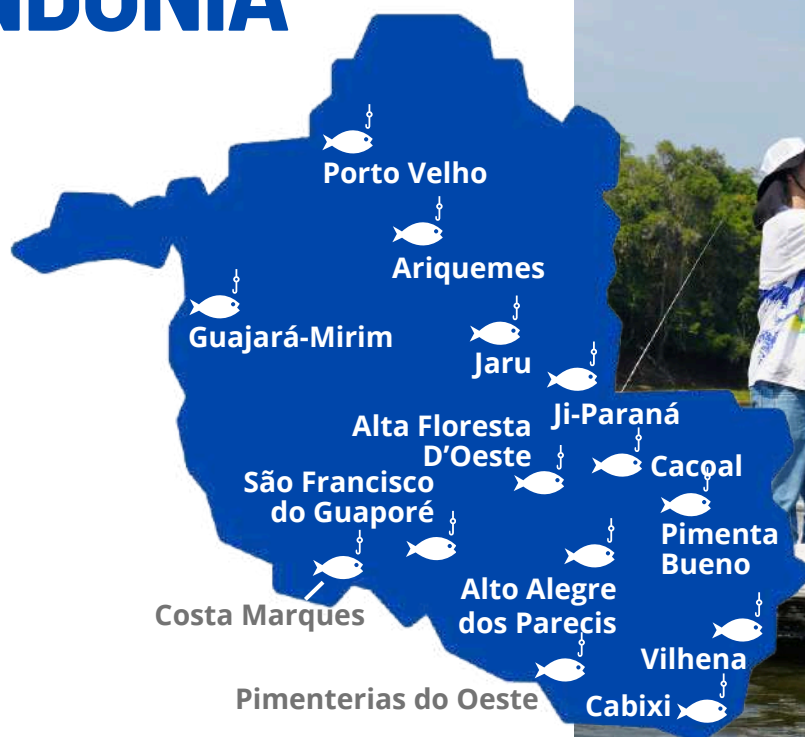 NDÔNIA
Porto Velho
Ariquemes
Guajará-Mirim
Jaru
Ji-Paraná
Alta Floresta
D'Oeste
Cacoal
São Francisco
do Guaporé
Pimenta
Bueno
Costa Marques
Alto Alegre
dos Parecis
Vilhena
Pimenterias do Oeste
Cabixi